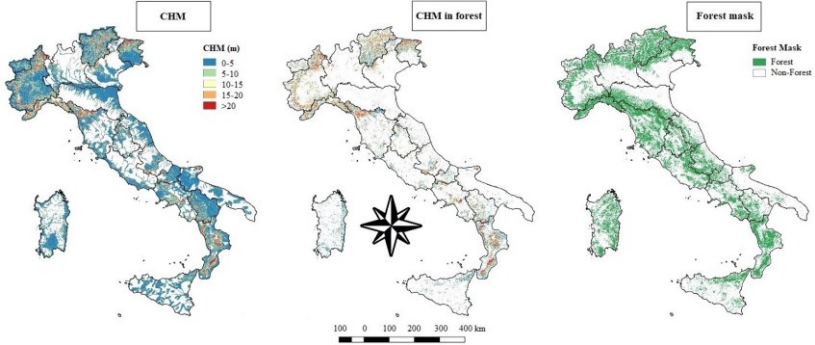 CHM
CHM (m)
0-5
5-10
10-15
15-20
>20
CHM in forest
Forest mask
Forest Mask
Forest
Non-Forest
100 0 100 200 300 400 km